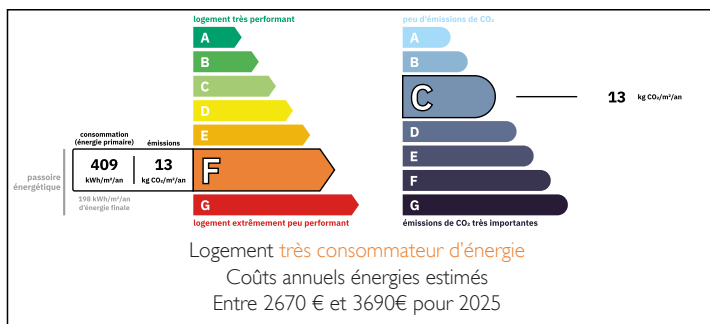 logement très performant
A
B
C
D
E
consommation
(énergie primaire)
émissions
409
kWh/m²/an
13
kg CO₂/m²/an
F
passoire
énergétique
198 kWh/m²/an
d'énergie finale
G
logement extrêmement peu performant
peu d'émissions de CO₂
A
B
C
13 kg CO₂/m²/an
D
E
F
G
émissions de CO₂ très importantes
Logement très consommateur d'énergie
Coûts annuels énergies estimés
Entre 2670 € et 3690€ pour 2025